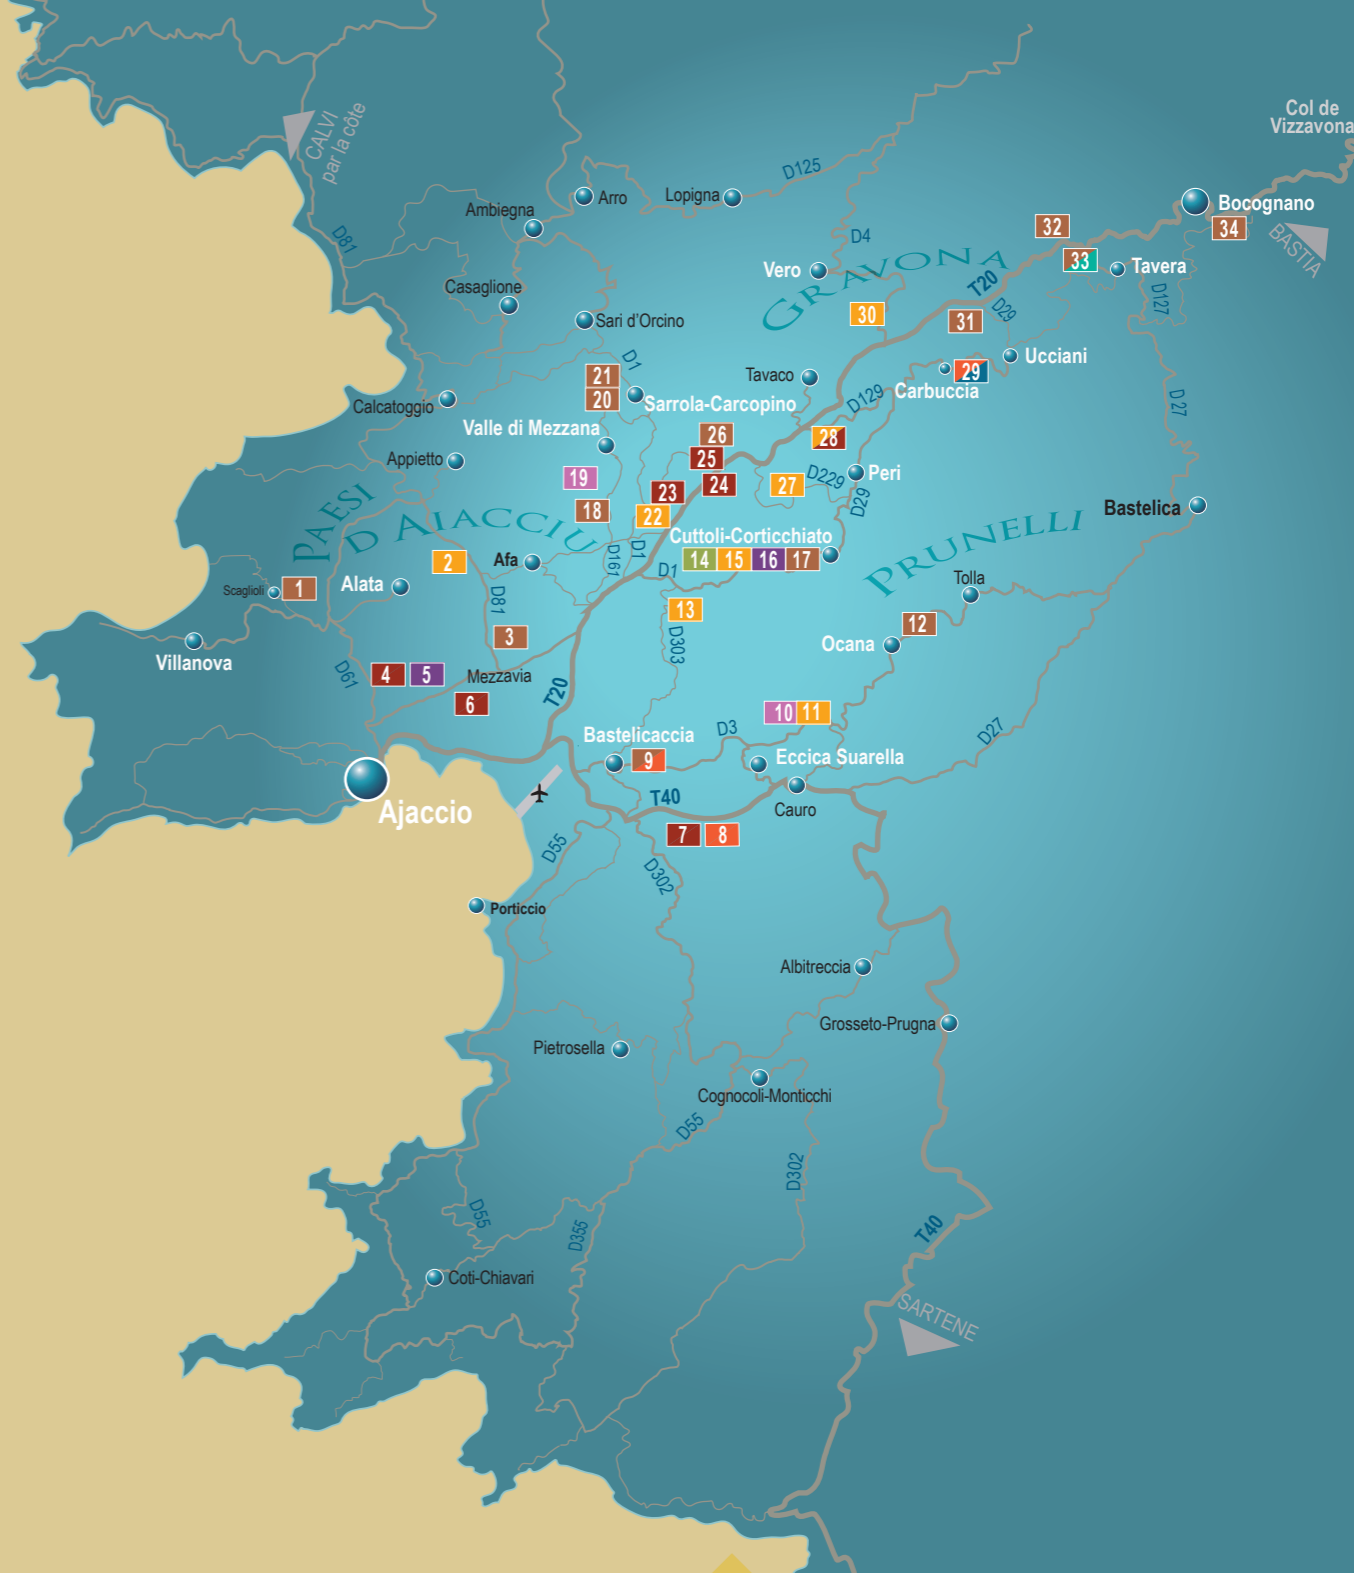 Col de
Vizzavona
CALVI
par la côte
D125
Arro
Lopigna
Bocognano
Ambiegna
32
34
BASTIA
D81
D4
33
Tavera
Vero
GRAVONA
T20
Casaglione
D127
30
D29
31
Sari d'Orcino
D1
Ucciani
21
Tavaco
29
Carbuccia
20
Sarrola-Carcopino
D129
D27
Calcatoggio
Valle di Mezzana
26
28
Appietto
25
19
D229
Peri
23
24
27
PAESI
D AIACCIU
18
22
D29
Bastelica
Cuttoli-Corticchiato
PRUNELLI
2
Afa
D161
D1
14
15
16
17
D1
Tolla
Scaglioli
1
Alata
D81
13
12
3
D303
Ocana
Villanova
D61
4
5
Mezzavia
6
T20
10
11
Bastelicaccia
D3
D27
9
Eccica Suarella
Ajaccio
T40
Cauro
7
8
D55
D302
Porticcio
Albitreccia
Grosseto-Prugna
Pietrosella
Cognocoli-Monticchi
D55
D302
D55
D355
T40
Coti-Chiavari
SARTENE